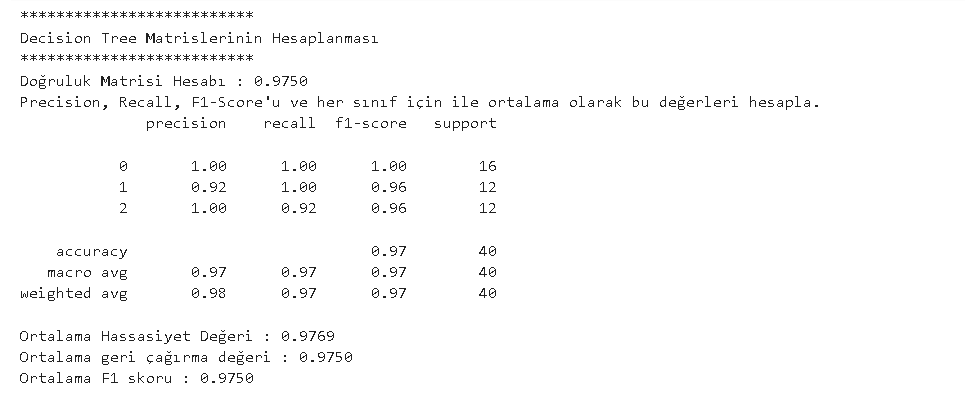 **************************
Decision Tree Matrislerinin Hesaplanması
**************************
Doğruluk Matrisi Hesabı : 0.9750
Precision, Recall, F1-Score'u ve her sınıf için ile ortalama olarak bu değerleri hesapla.
              precision    recall  f1-score   support

           0       1.00      1.00      1.00        16
           1       0.92      1.00      0.96        12
           2       1.00      0.92      0.96        12

    accuracy                           0.97        40
   macro avg       0.97      0.97      0.97        40
weighted avg       0.98      0.97      0.97        40

Ortalama Hassasiyet Değeri : 0.9769
Ortalama geri çağırma değeri : 0.9750
Ortalama F1 skoru : 0.9750